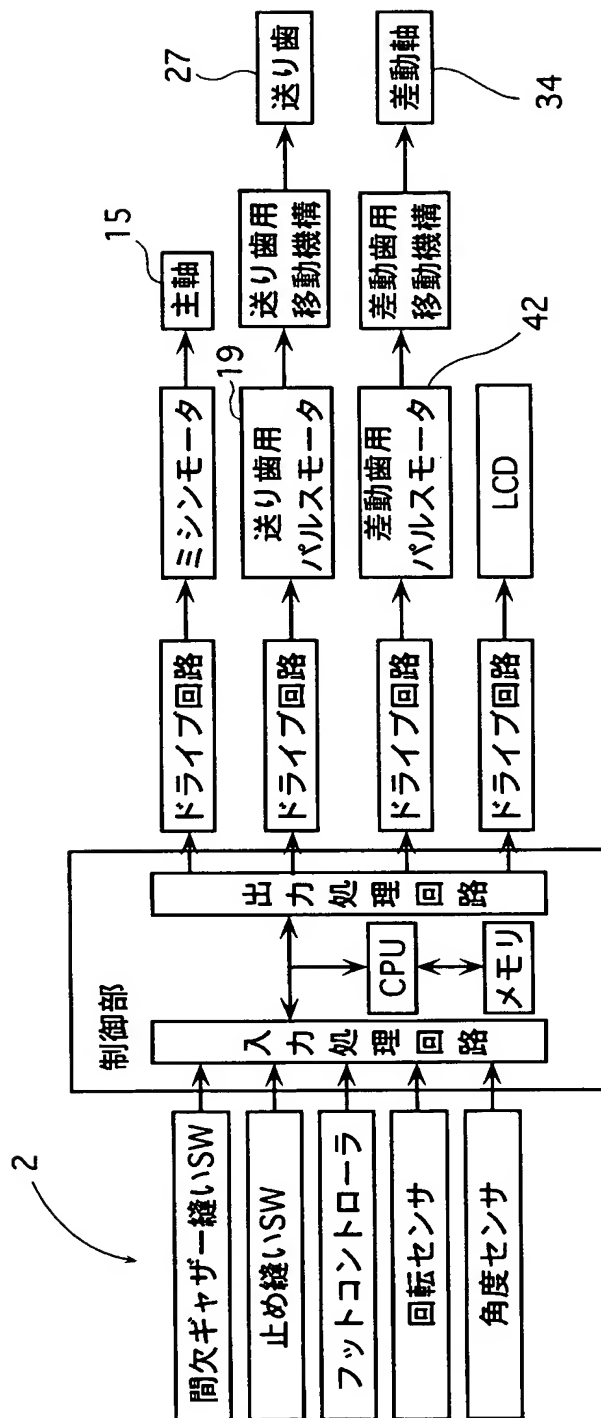 2
間欠ギャザー縫いSW
止め縫いSW
フットコントローラ
回転センサ
角度センサ
制御部
入力処理回路
CPU
メモリ
出力処理回路
ドライブ回路
ミシンモータ
主軸
15
ドライブ回路
送り歯用
パルスモータ
19
送り歯用
移動機構
送り歯
27
ドライブ回路
差動歯用
パルスモータ
42
差動歯用
移動機構
差動軸
34
ドライブ回路
LCD